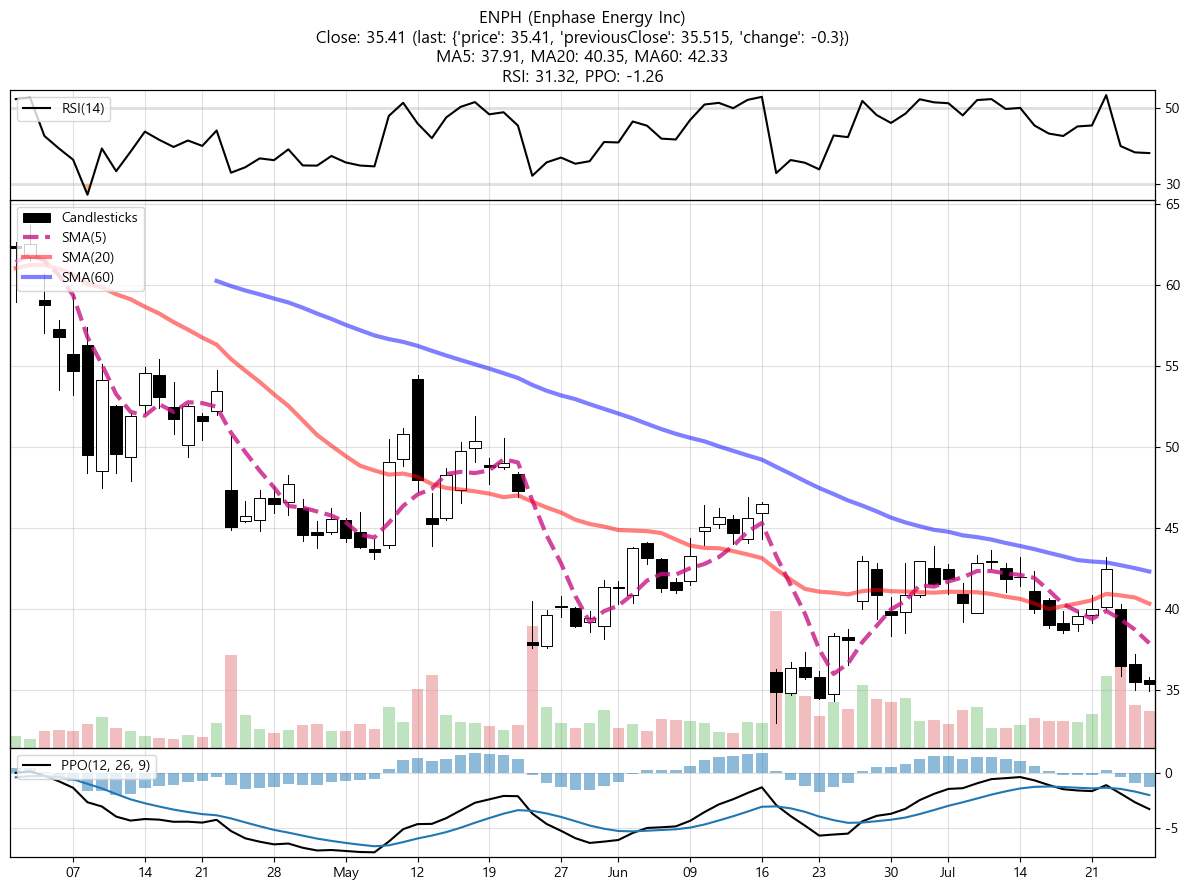 ENPH (Enphase Energy Inc)
Close: 35.41 (last: {'price': 35.41, 'previousClose': 35.515, 'change': -0.3})
MA5: 37.91, MA20: 40.35, MA60: 42.33
RSI: 31.32, PPO: -1.26
RSI(14)
50
30
Candlesticks
SMA(5)
SMA(20)
SMA(60)
65
60
55
50
45
40
35
PPO(12, 26, 9)
0
-5
07 14 21 28 May 12 19 27 Jun 09 16 23 30 Jul 14 21